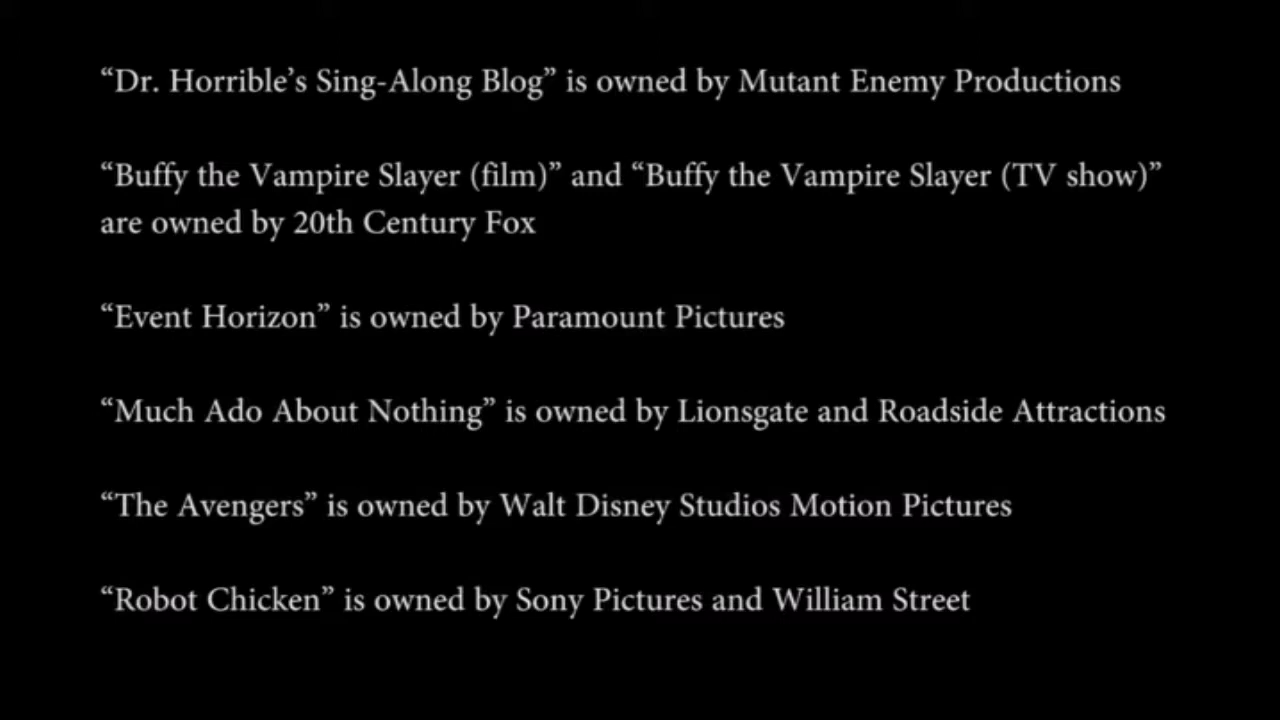 “Dr. Horrible’s Sing-Along Blog” is owned by Mutant Enemy Productions
“Buffy the Vampire Slayer (film)” and “Buffy the Vampire Slayer (TV show)”
are owned by 20th Century Fox
“Event Horizon” is owned by Paramount Pictures
“Much Ado About Nothing” is owned by Lionsgate and Roadside Attractions
“The Avengers” is owned by Walt Disney Studios Motion Pictures
“Robot Chicken” is owned by Sony Pictures and William Street